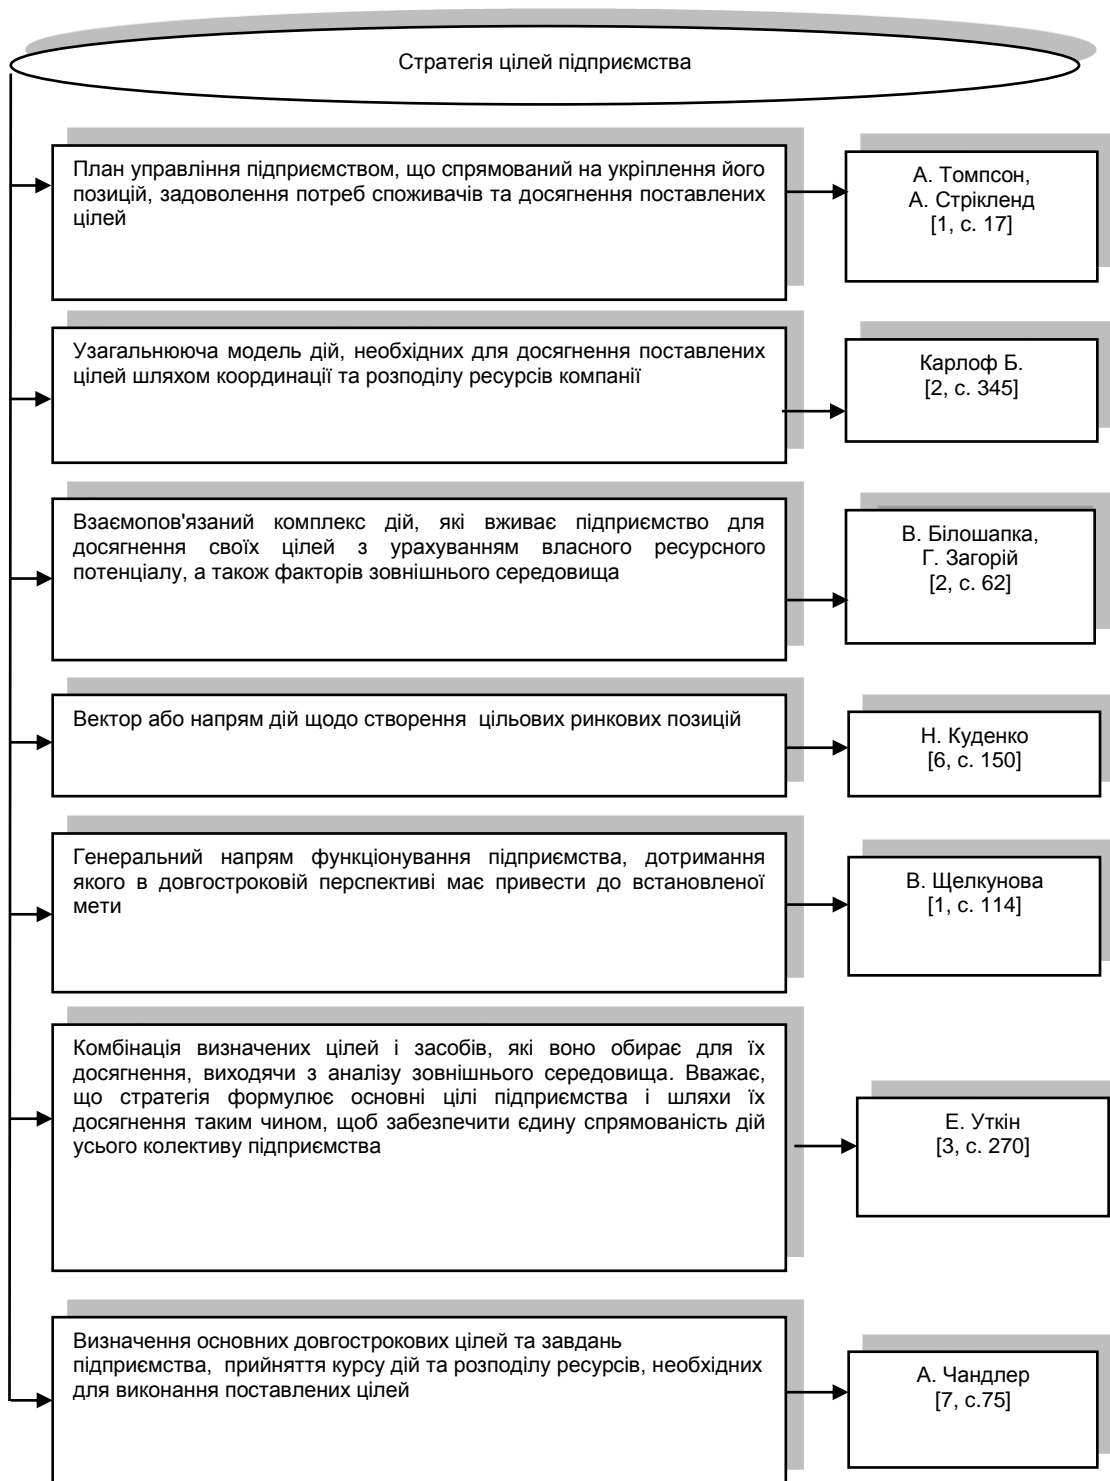 Стратегія цілей підприємства
План управління підприємством, що спрямований на укріплення його
позицій, задоволення потреб споживачів та досягнення поставлених
цілей
А. Томпсон,
А. Стрікленд
[1, с. 17]
Узагальнююча модель дій, необхідних для досягнення поставлених
цілей шляхом координації та розподілу ресурсів компанії
Карлоф Б.
[2, с. 345]
Взаємопов'язаний комплекс дій, які вживає підприємство для
досягнення своїх цілей з урахуванням власного ресурсного
потенціалу, а також факторів зовнішнього середовища
В. Білошапка,
Г. Загорій
[2, с. 62]
Вектор або напрям дій щодо створення цільових ринкових позицій
Н. Куденко
[6, с. 150]
Генеральний напрям функціонування підприємства, дотримання
якого в довгостроковій перспективі має привести до встановленої
мети
В. Щелкунова
[1, с. 114]
Комбінація визначених цілей і засобів, які воно обирає для їх
досягнення, виходячи з аналізу зовнішнього середовища. Вважає,
що стратегія формулює основні цілі підприємства і шляхи їх
досягнення таким чином, щоб забезпечити єдину спрямованість дій
усього колективу підприємства
Е. Уткін
[3, с. 270]
Визначення основних довгострокових цілей та завдань
підприємства, прийняття курсу дій та розподілу ресурсів, необхідних
для виконання поставлених цілей
А. Чандлер
[7, с.75]